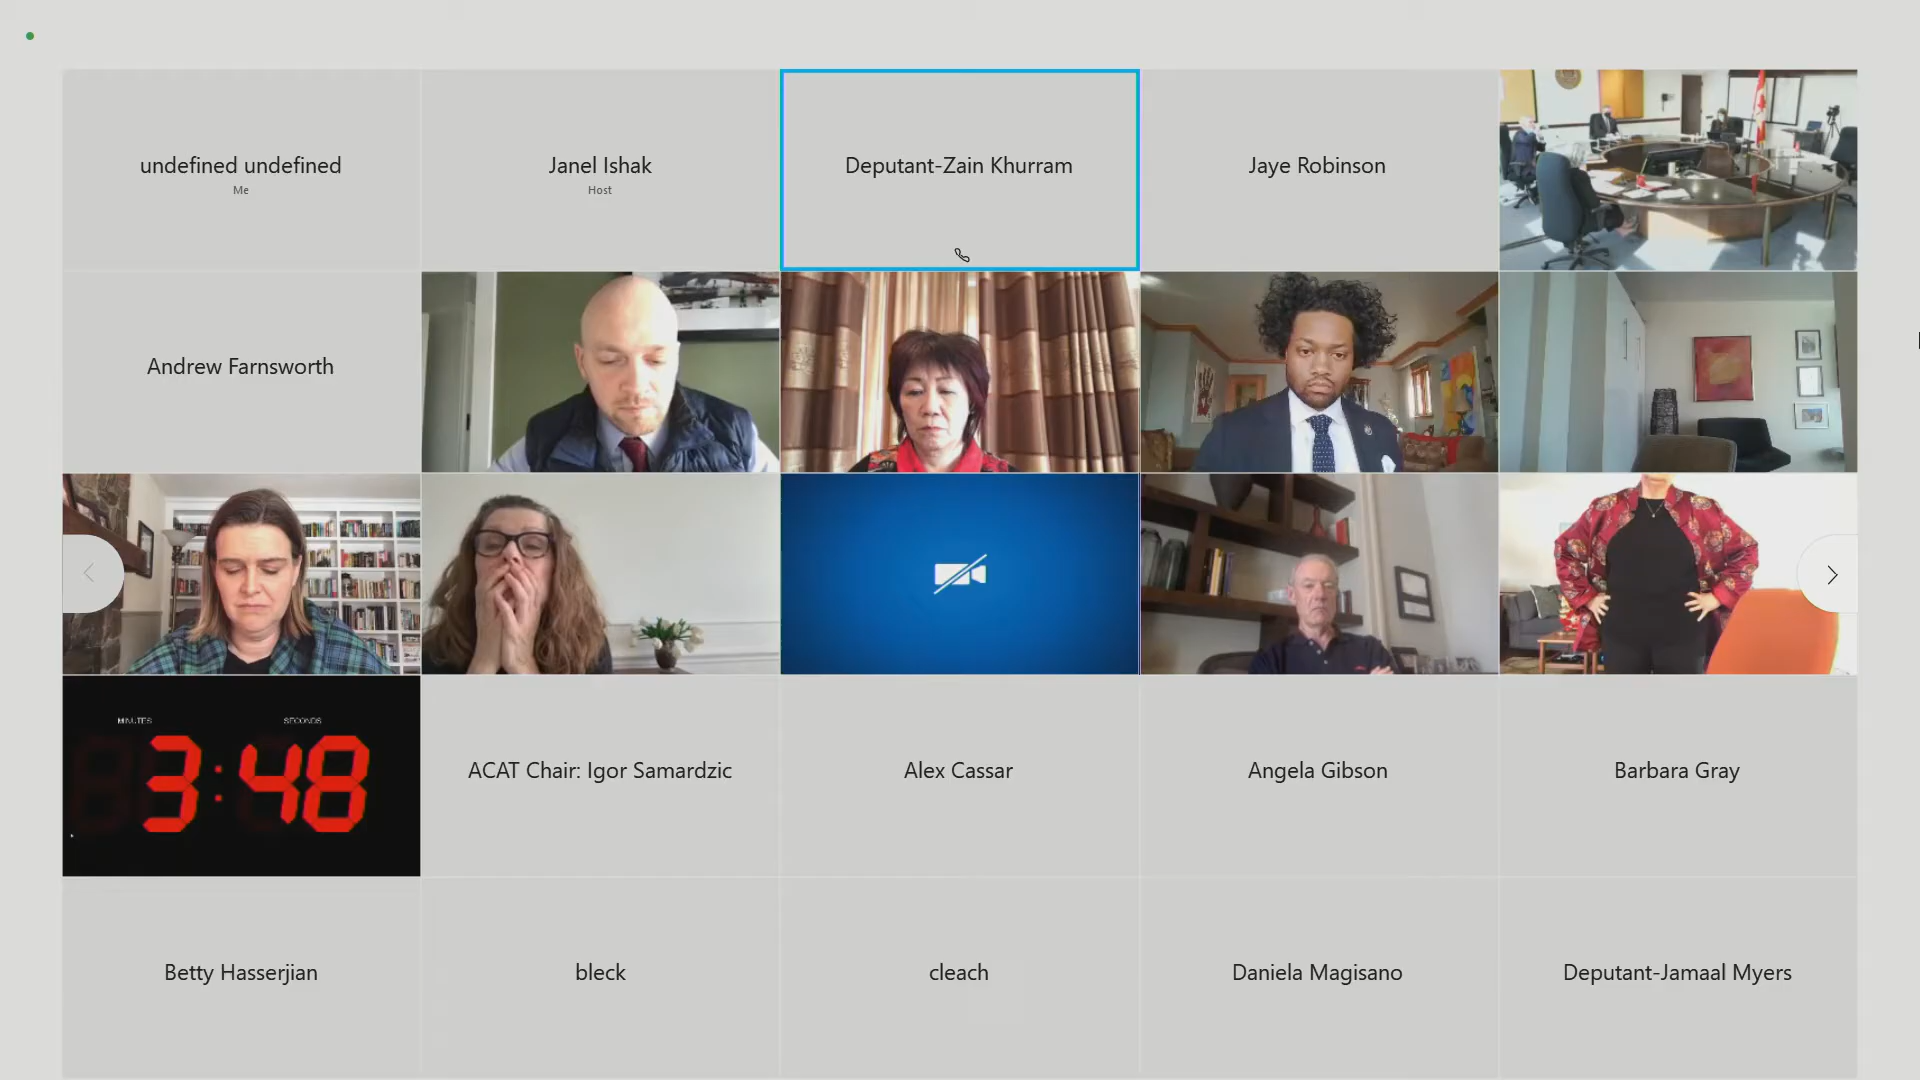 undefined undefined
Me
Janel Ishak
Host
Deputant-Zain Khurram
Jaye Robinson
Andrew Farnsworth
MINUTES
SECONDS
3:48
ACAT Chair: Igor Samardzic
Alex Cassar
Angela Gibson
Barbara Gray
Betty Hasserjian
bleck
cleach
Daniela Magisano
Deputant-Jamaal Myers